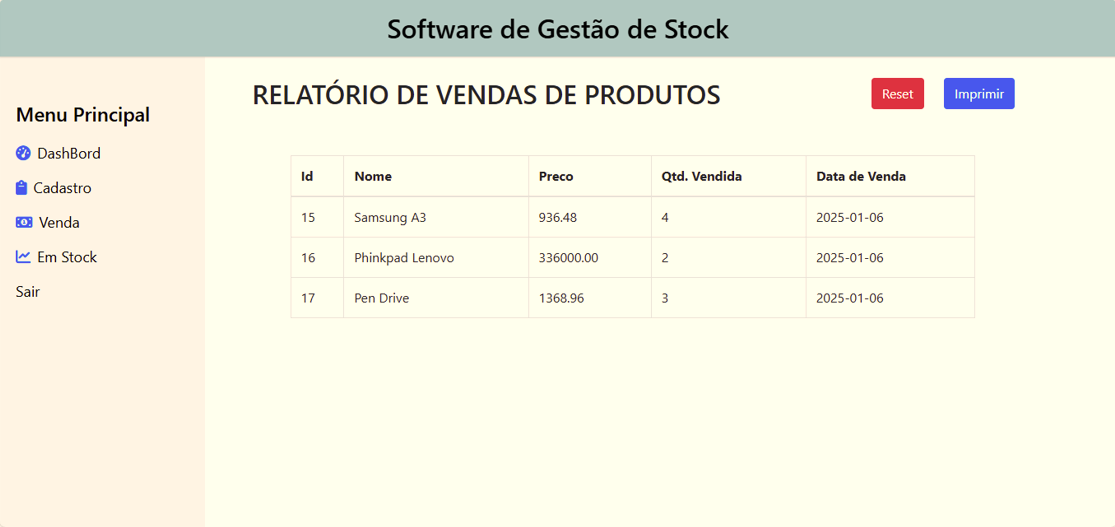 Software de Gestão de Stock
Menu Principal
DashBord
Cadastro
Venda
Em Stock
Sair
RELATÓRIO DE VENDAS DE PRODUTOS
Reset
Imprimir
Id Nome Preco Qtd. Vendida Data de Venda
15 Samsung A3 936.48 4 2025-01-06
16 Phinkpad Lenovo 336000.00 2 2025-01-06
17 Pen Drive 1368.96 3 2025-01-06